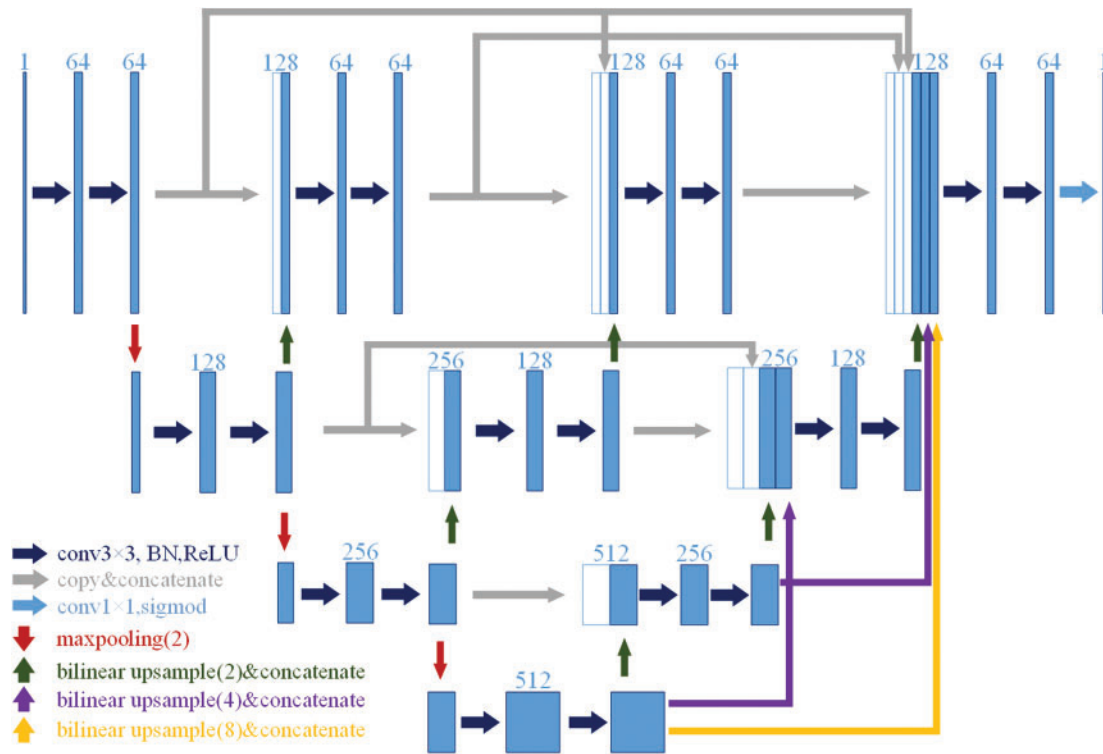 1 64 64 128 64 64 128 64 64 128 64 64
128 256 128 256 128
256 512 256
512
conv3×3, BN,ReLU
copy&concatenate
conv1×1,sigmod
maxpooling(2)
bilinear upsample(2)&concatenate
bilinear upsample(4)&concatenate
bilinear upsample(8)&concatenate